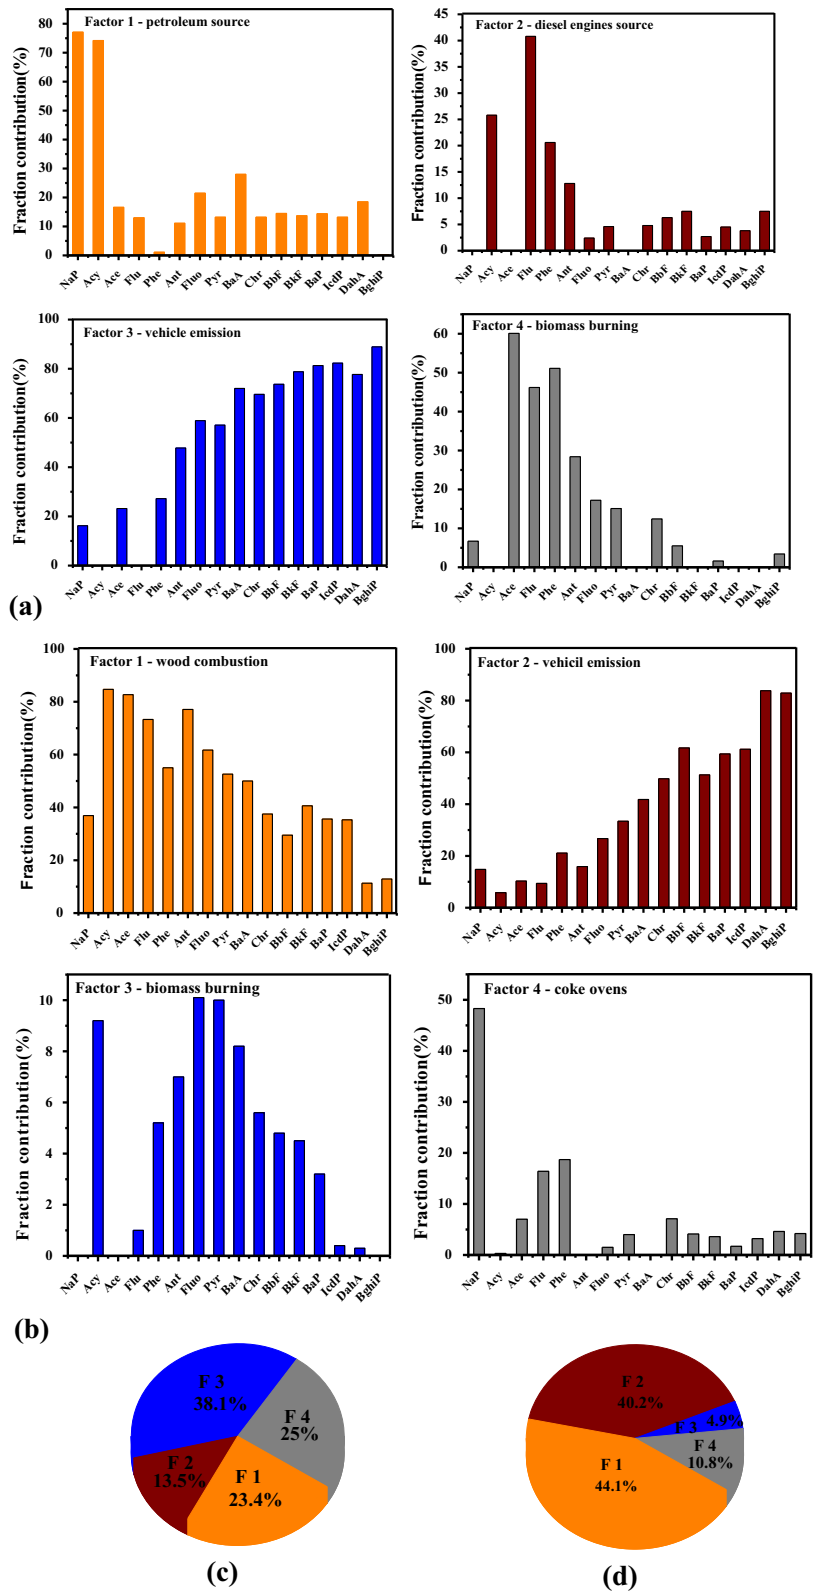 Factor 1 - petroleum source
Fraction contribution(%)
80
70
60
50
40
30
20
10
0
NaP Acy Ace Flu Phe Ant Fluo Pyr BaA Chr BbF BkF BaP IcdP DahA BghiP
Factor 2 - diesel engines source
Fraction contribution(%)
45
40
35
30
25
20
15
10
5
0
NaP Acy Ace Flu Phe Ant Fluo Pyr BaA Chr BbF BkF BaP IcdP DahA BghiP
Factor 3 - vehicle emission
Fraction contribution(%)
100
80
60
40
20
0
NaP Acy Ace Flu Phe Ant Fluo Pyr BaA Chr BbF BkF BaP IcdP DahA BghiP
Factor 4 - biomass burning
Fraction contribution(%)
60
50
40
30
20
10
0
NaP Acy Ace Flu Phe Ant Fluo Pyr BaA Chr BbF BkF BaP IcdP DahA BghiP
(a)
Factor 1 - wood combustion
Fraction contribution(%)
100
80
60
40
20
0
NaP Acy Ace Flu Phe Ant Fluo Pyr BaA Chr BbF BkF BaP IcdP DahA BghiP
Factor 2 - vehicil emission
Fraction contribution(%)
100
80
60
40
20
0
NaP Acy Ace Flu Phe Ant Fluo Pyr BaA Chr BbF BkF BaP IcdP DahA BghiP
Factor 3 - biomass burning
Fraction contribution(%)
10
8
6
4
2
0
NaP Acy Ace Flu Phe Ant Fluo Pyr BaA Chr BbF BkF BaP IcdP DahA BghiP
Factor 4 - coke ovens
Fraction contribution(%)
50
40
30
20
10
0
NaP Acy Ace Flu Phe Ant Fluo Pyr BaA Chr BbF BkF BaP IcdP DahA BghiP
(b)
F 3
38.1%
F 4
25%
F 2
13.5%
F 1
23.4%
(c)
F 2
40.2%
F 3 4.9%
F 4
10.8%
F 1
44.1%
(d)